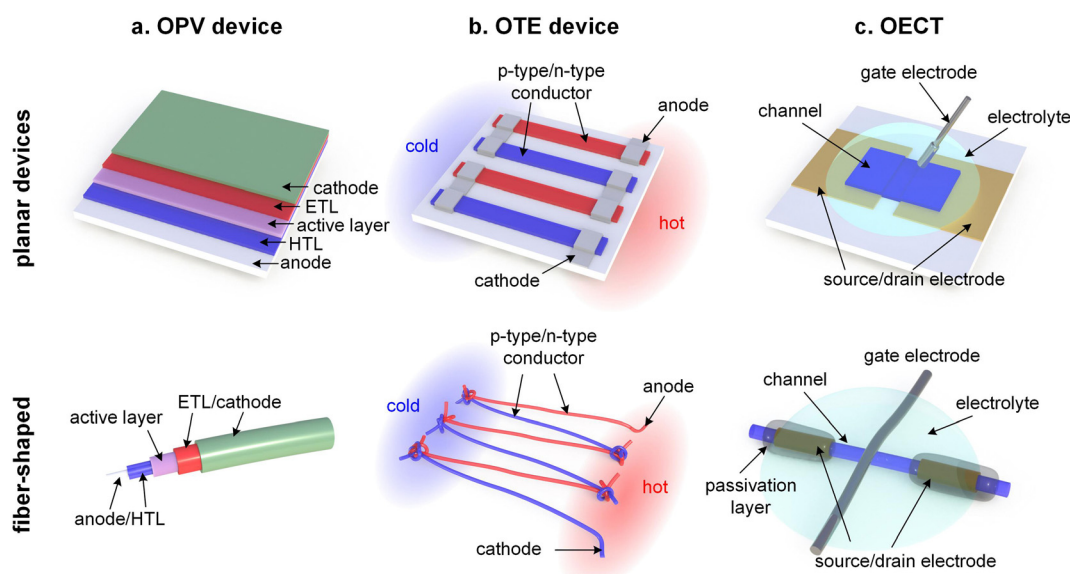 a. OPV device
b. OTE device
c. OECT
planar devices
cathode
ETL
active layer
HTL
anode
p-type/n-type
conductor
anode
cold
hot
cathode
gate electrode
channel
electrolyte
source/drain electrode
fiber-shaped
active layer
ETL/cathode
anode/HTL
p-type/n-type
conductor
anode
cold
hot
cathode
gate electrode
channel
electrolyte
passivation
layer
source/drain electrode